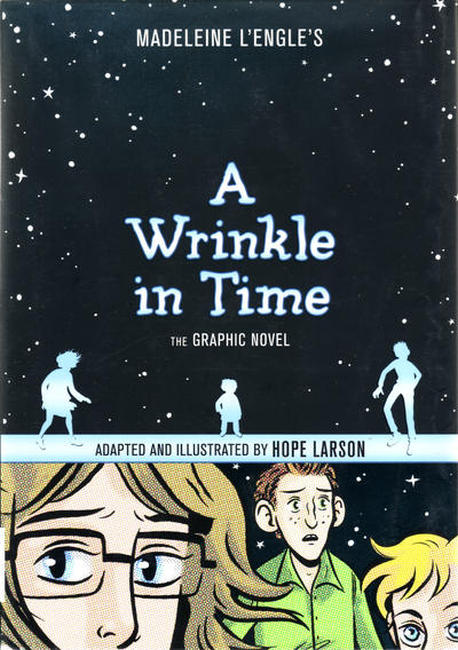 MADELEINE L'ENGLE'S
A
Wrinkle
in Time
THE GRAPHIC NOVEL
ADAPTED AND ILLUSTRATED BY HOPE LARSON